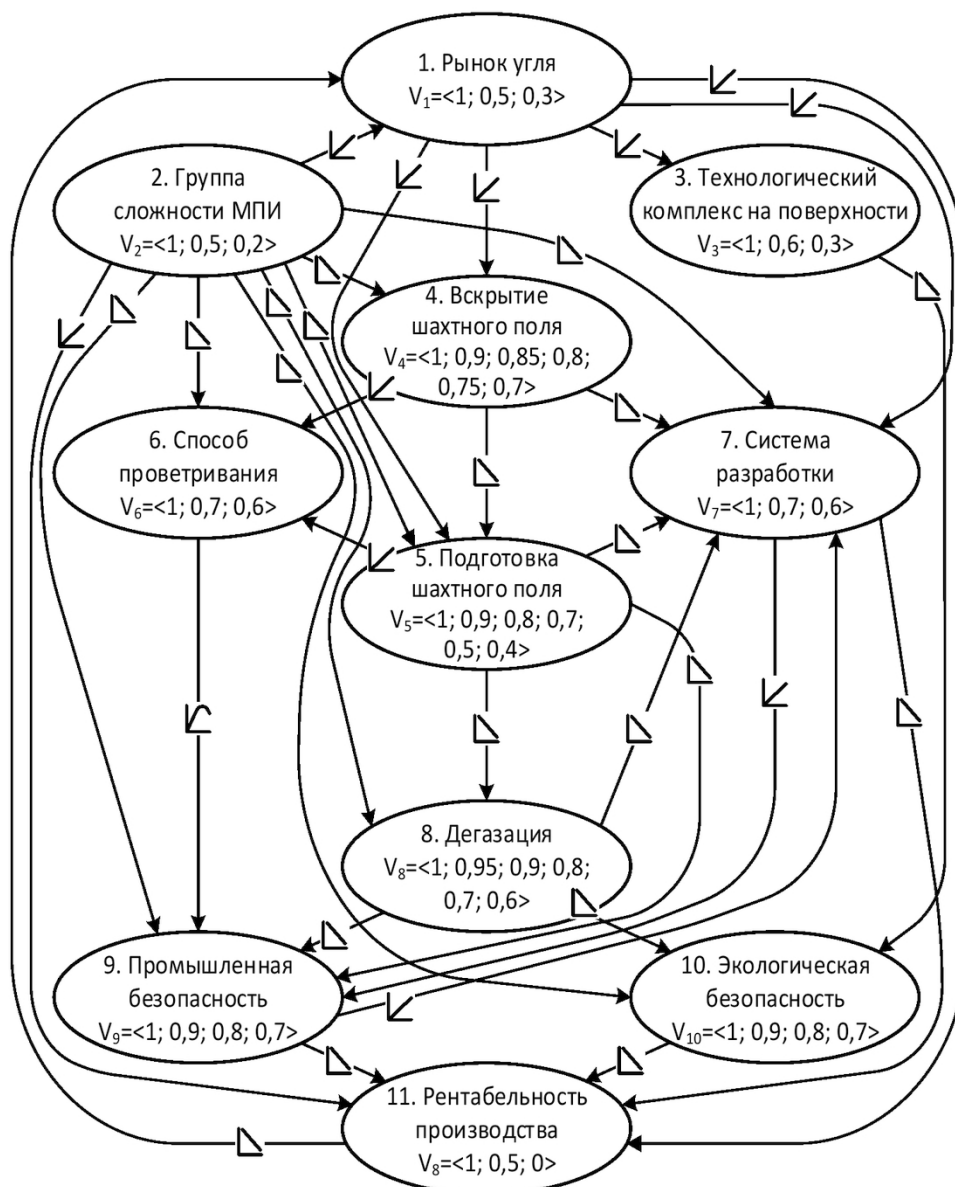 1. Рынок угля
V₁=<1; 0,5; 0,3>
2. Группа
сложности МПИ
V₂=<1; 0,5; 0,2>
3. Технологический
комплекс на поверхности
V₃=<1; 0,6; 0,3>
4. Вскрытие
шахтного поля
V₄=<1; 0,9; 0,85; 0,8;
0,75; 0,7>
6. Способ
проветривания
V₆=<1; 0,7; 0,6>
7. Система
разработки
V₇=<1; 0,7; 0,6>
5. Подготовка
шахтного поля
V₅=<1; 0,9; 0,8; 0,7;
0,5; 0,4>
8. Дегазация
V₈=<1; 0,95; 0,9; 0,8;
0,7; 0,6>
9. Промышленная
безопасность
V₉=<1; 0,9; 0,8; 0,7>
10. Экологическая
безопасность
V₁₀=<1; 0,9; 0,8; 0,7>
11. Рентабельность
производства
V₈=<1; 0,5; 0>